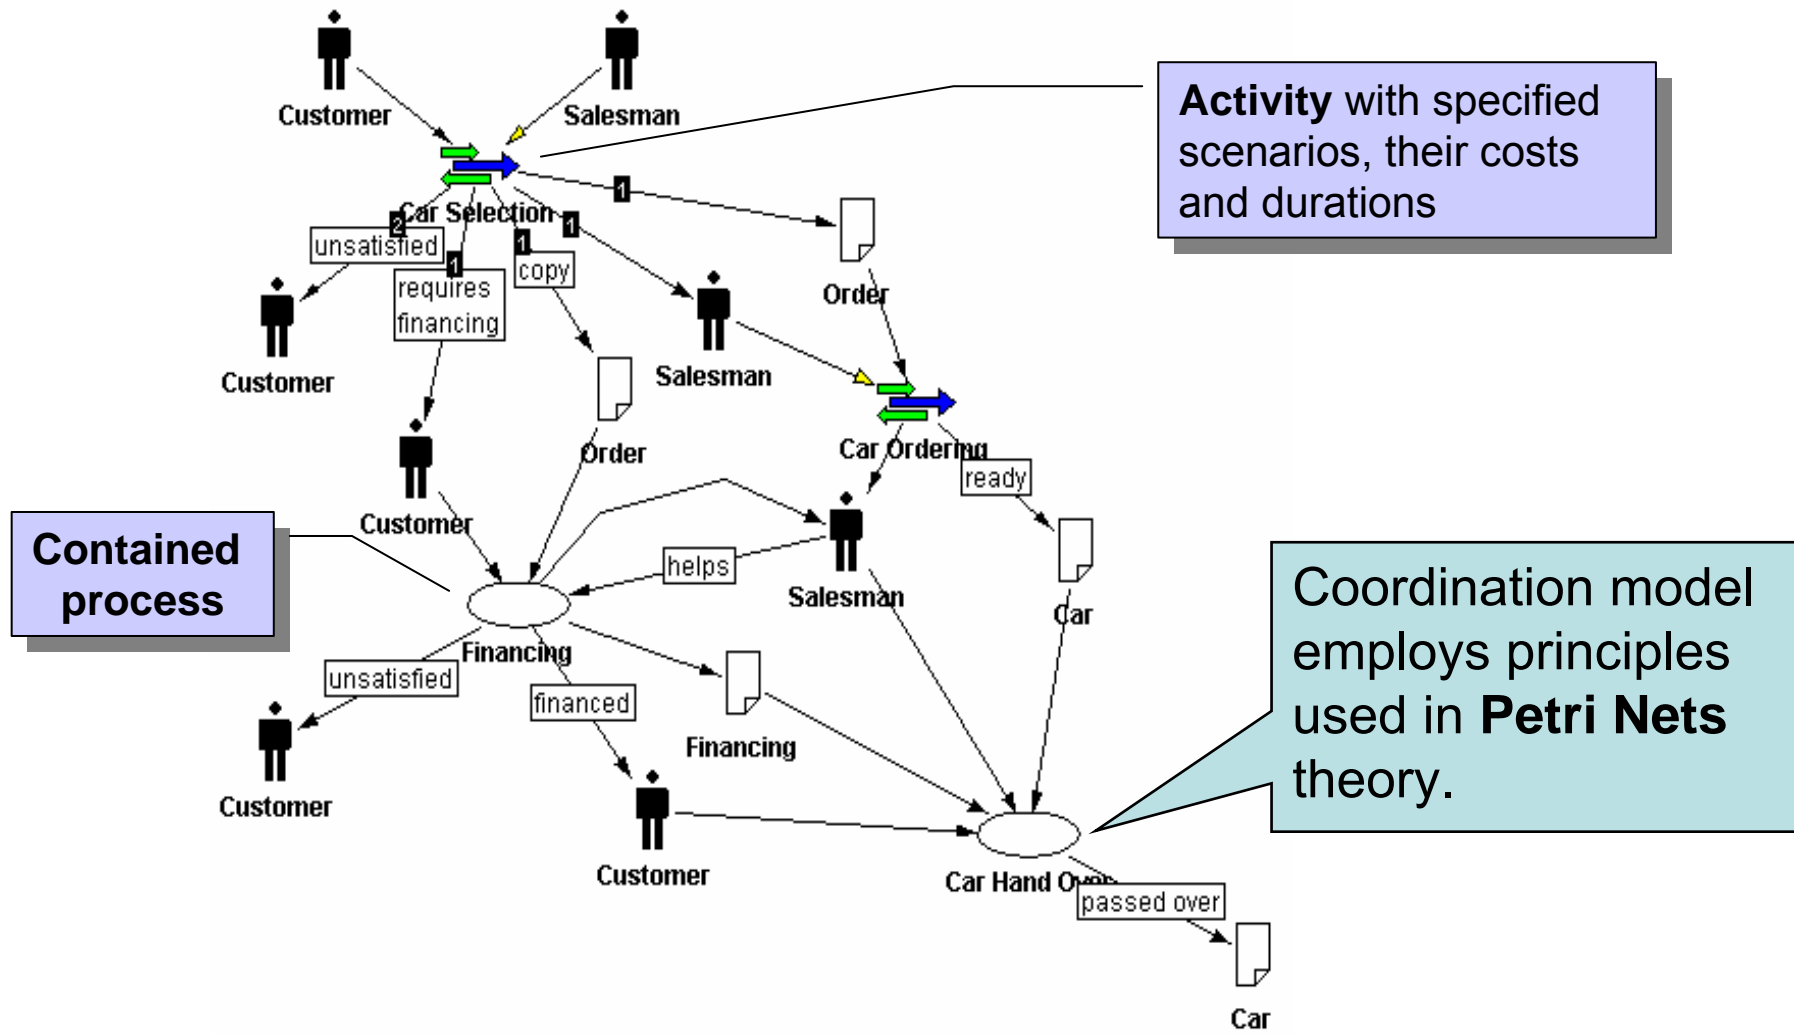 Customer
Salesman
Activity with specified
scenarios, their costs
and durations
1
Car Selection
2
1
unsatisfied
1
copy
1
requires
financing
Order
Customer
Salesman
Order
Car Ordering
ready
Customer
Contained
process
helps
Salesman
Car
Coordination model
employs principles
used in Petri Nets
theory.
Financing
unsatisfied
financed
Financing
Customer
Customer
Car Hand Over
passed over
Car